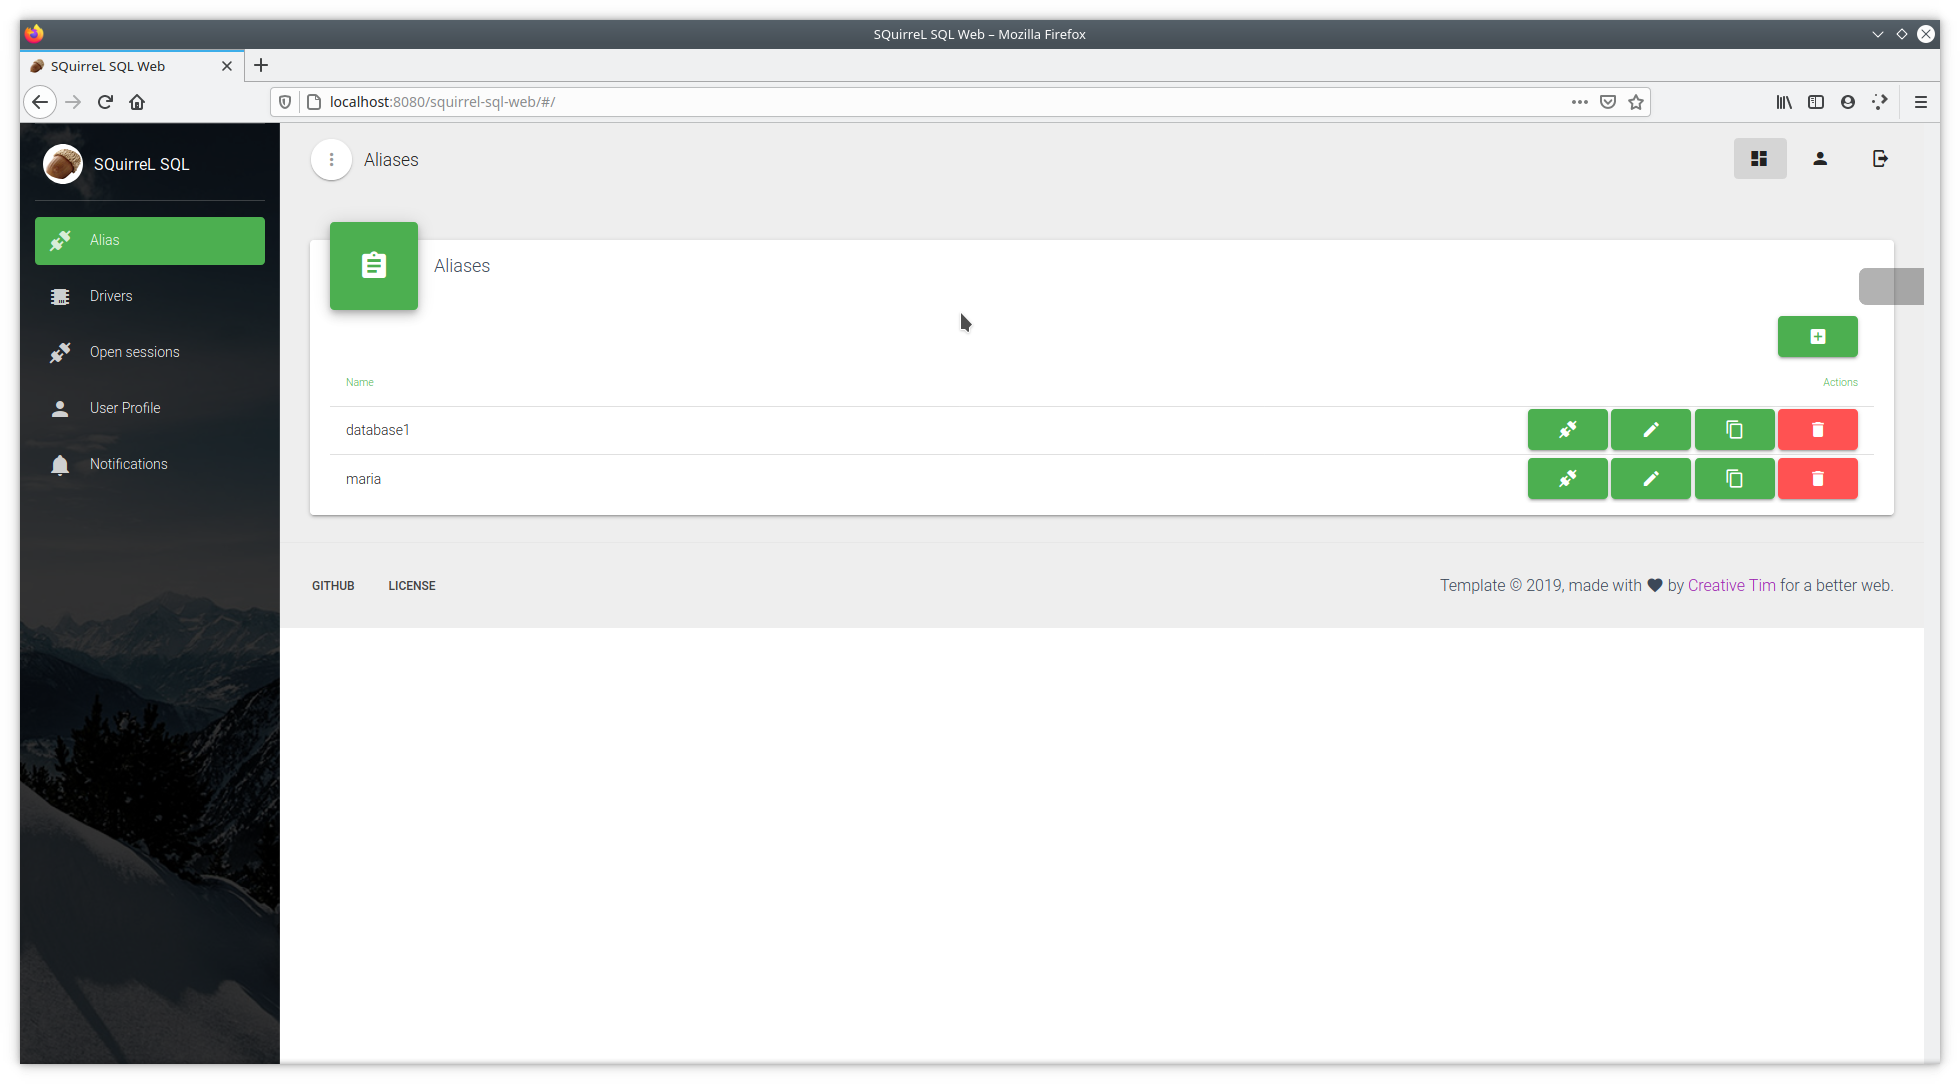 SQuirreL SQL Web – Mozilla Firefox
SQuirreL SQL Web
localhost:8080/squirrel-sql-web/#/
SQuirreL SQL
Aliases
Alias
Drivers
Open sessions
User Profile
Notifications
Aliases
Name
Actions
database1
maria
GITHUB
LICENSE
Template © 2019, made with ♥ by Creative Tim for a better web.